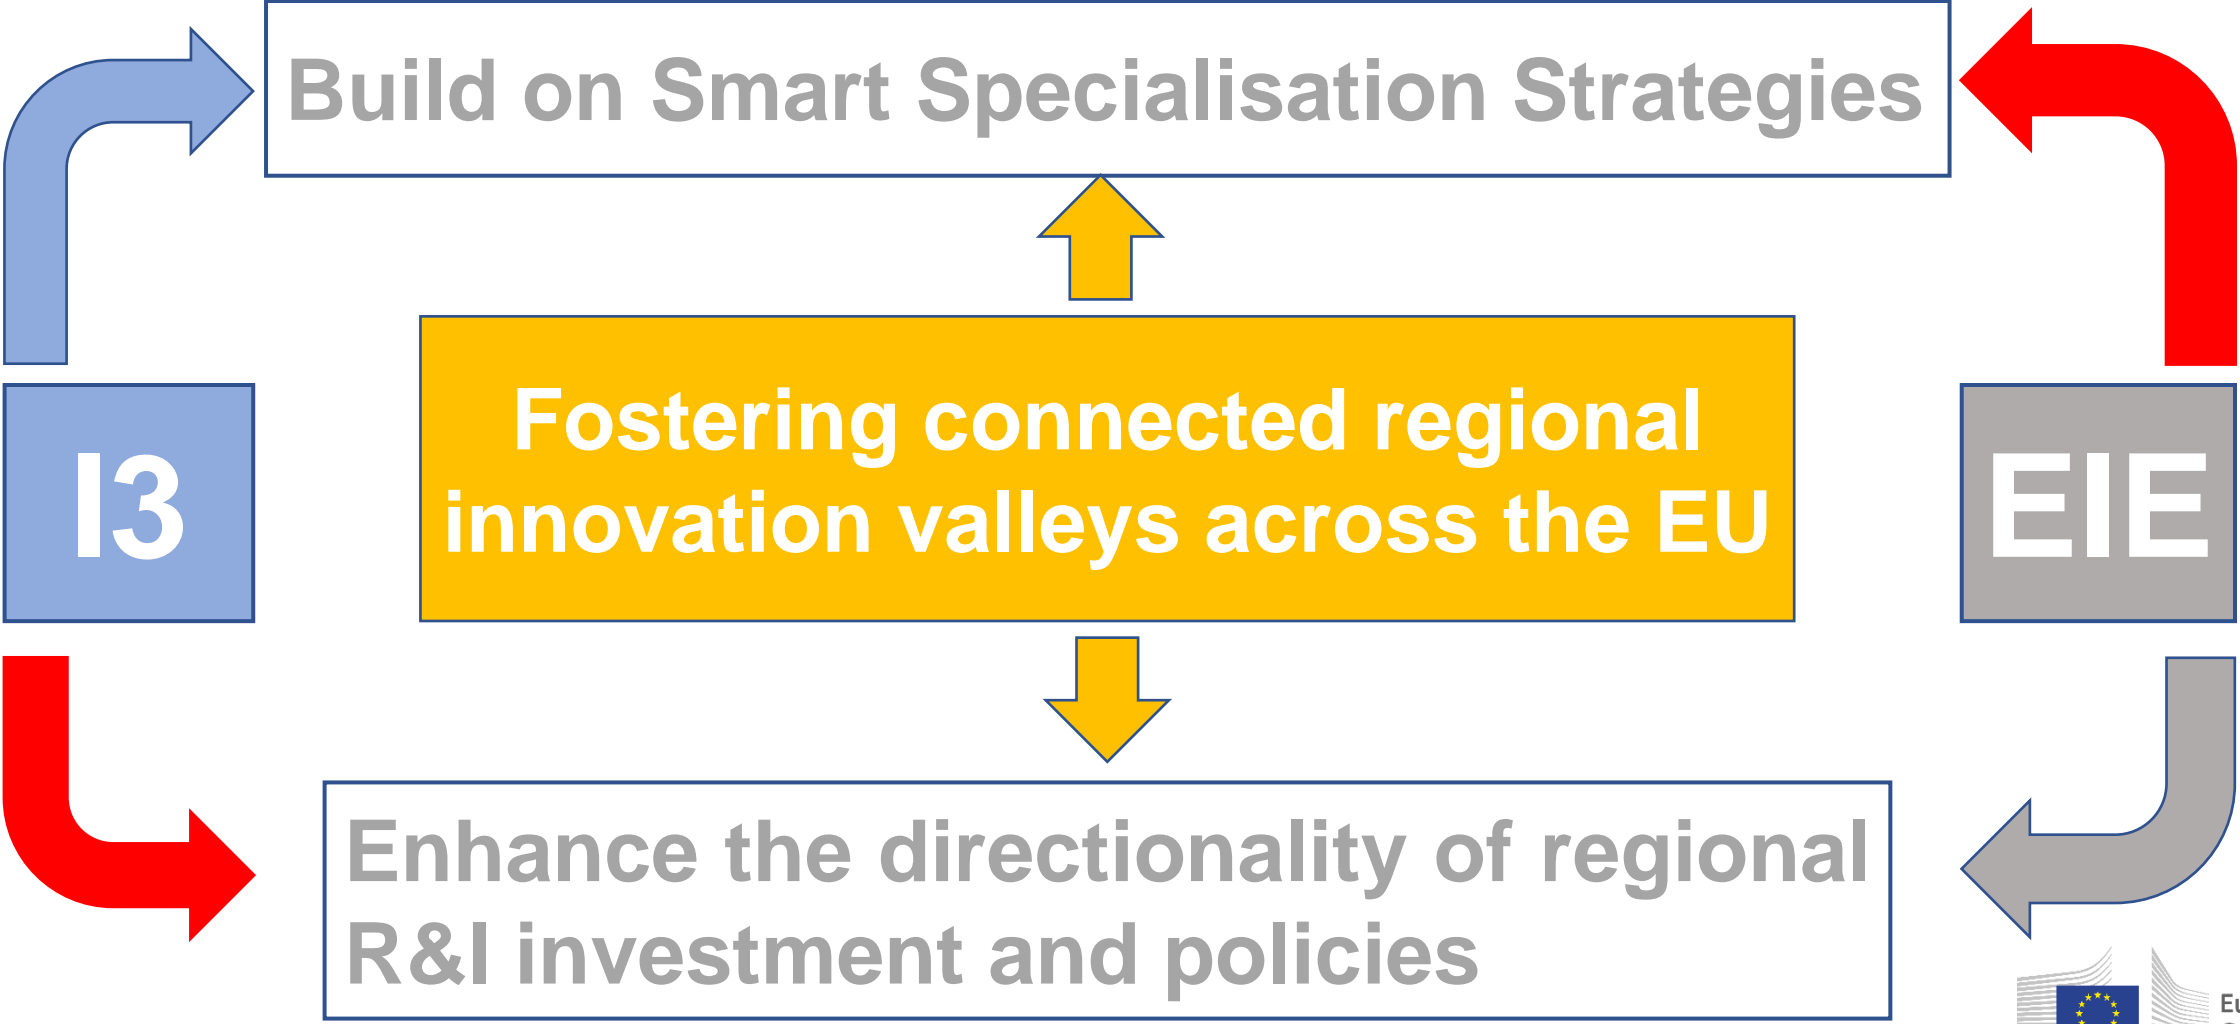 Build on Smart Specialisation Strategies
I3
Fostering connected regional
innovation valleys across the EU
EIE
Enhance the directionality of regional
R&I investment and policies